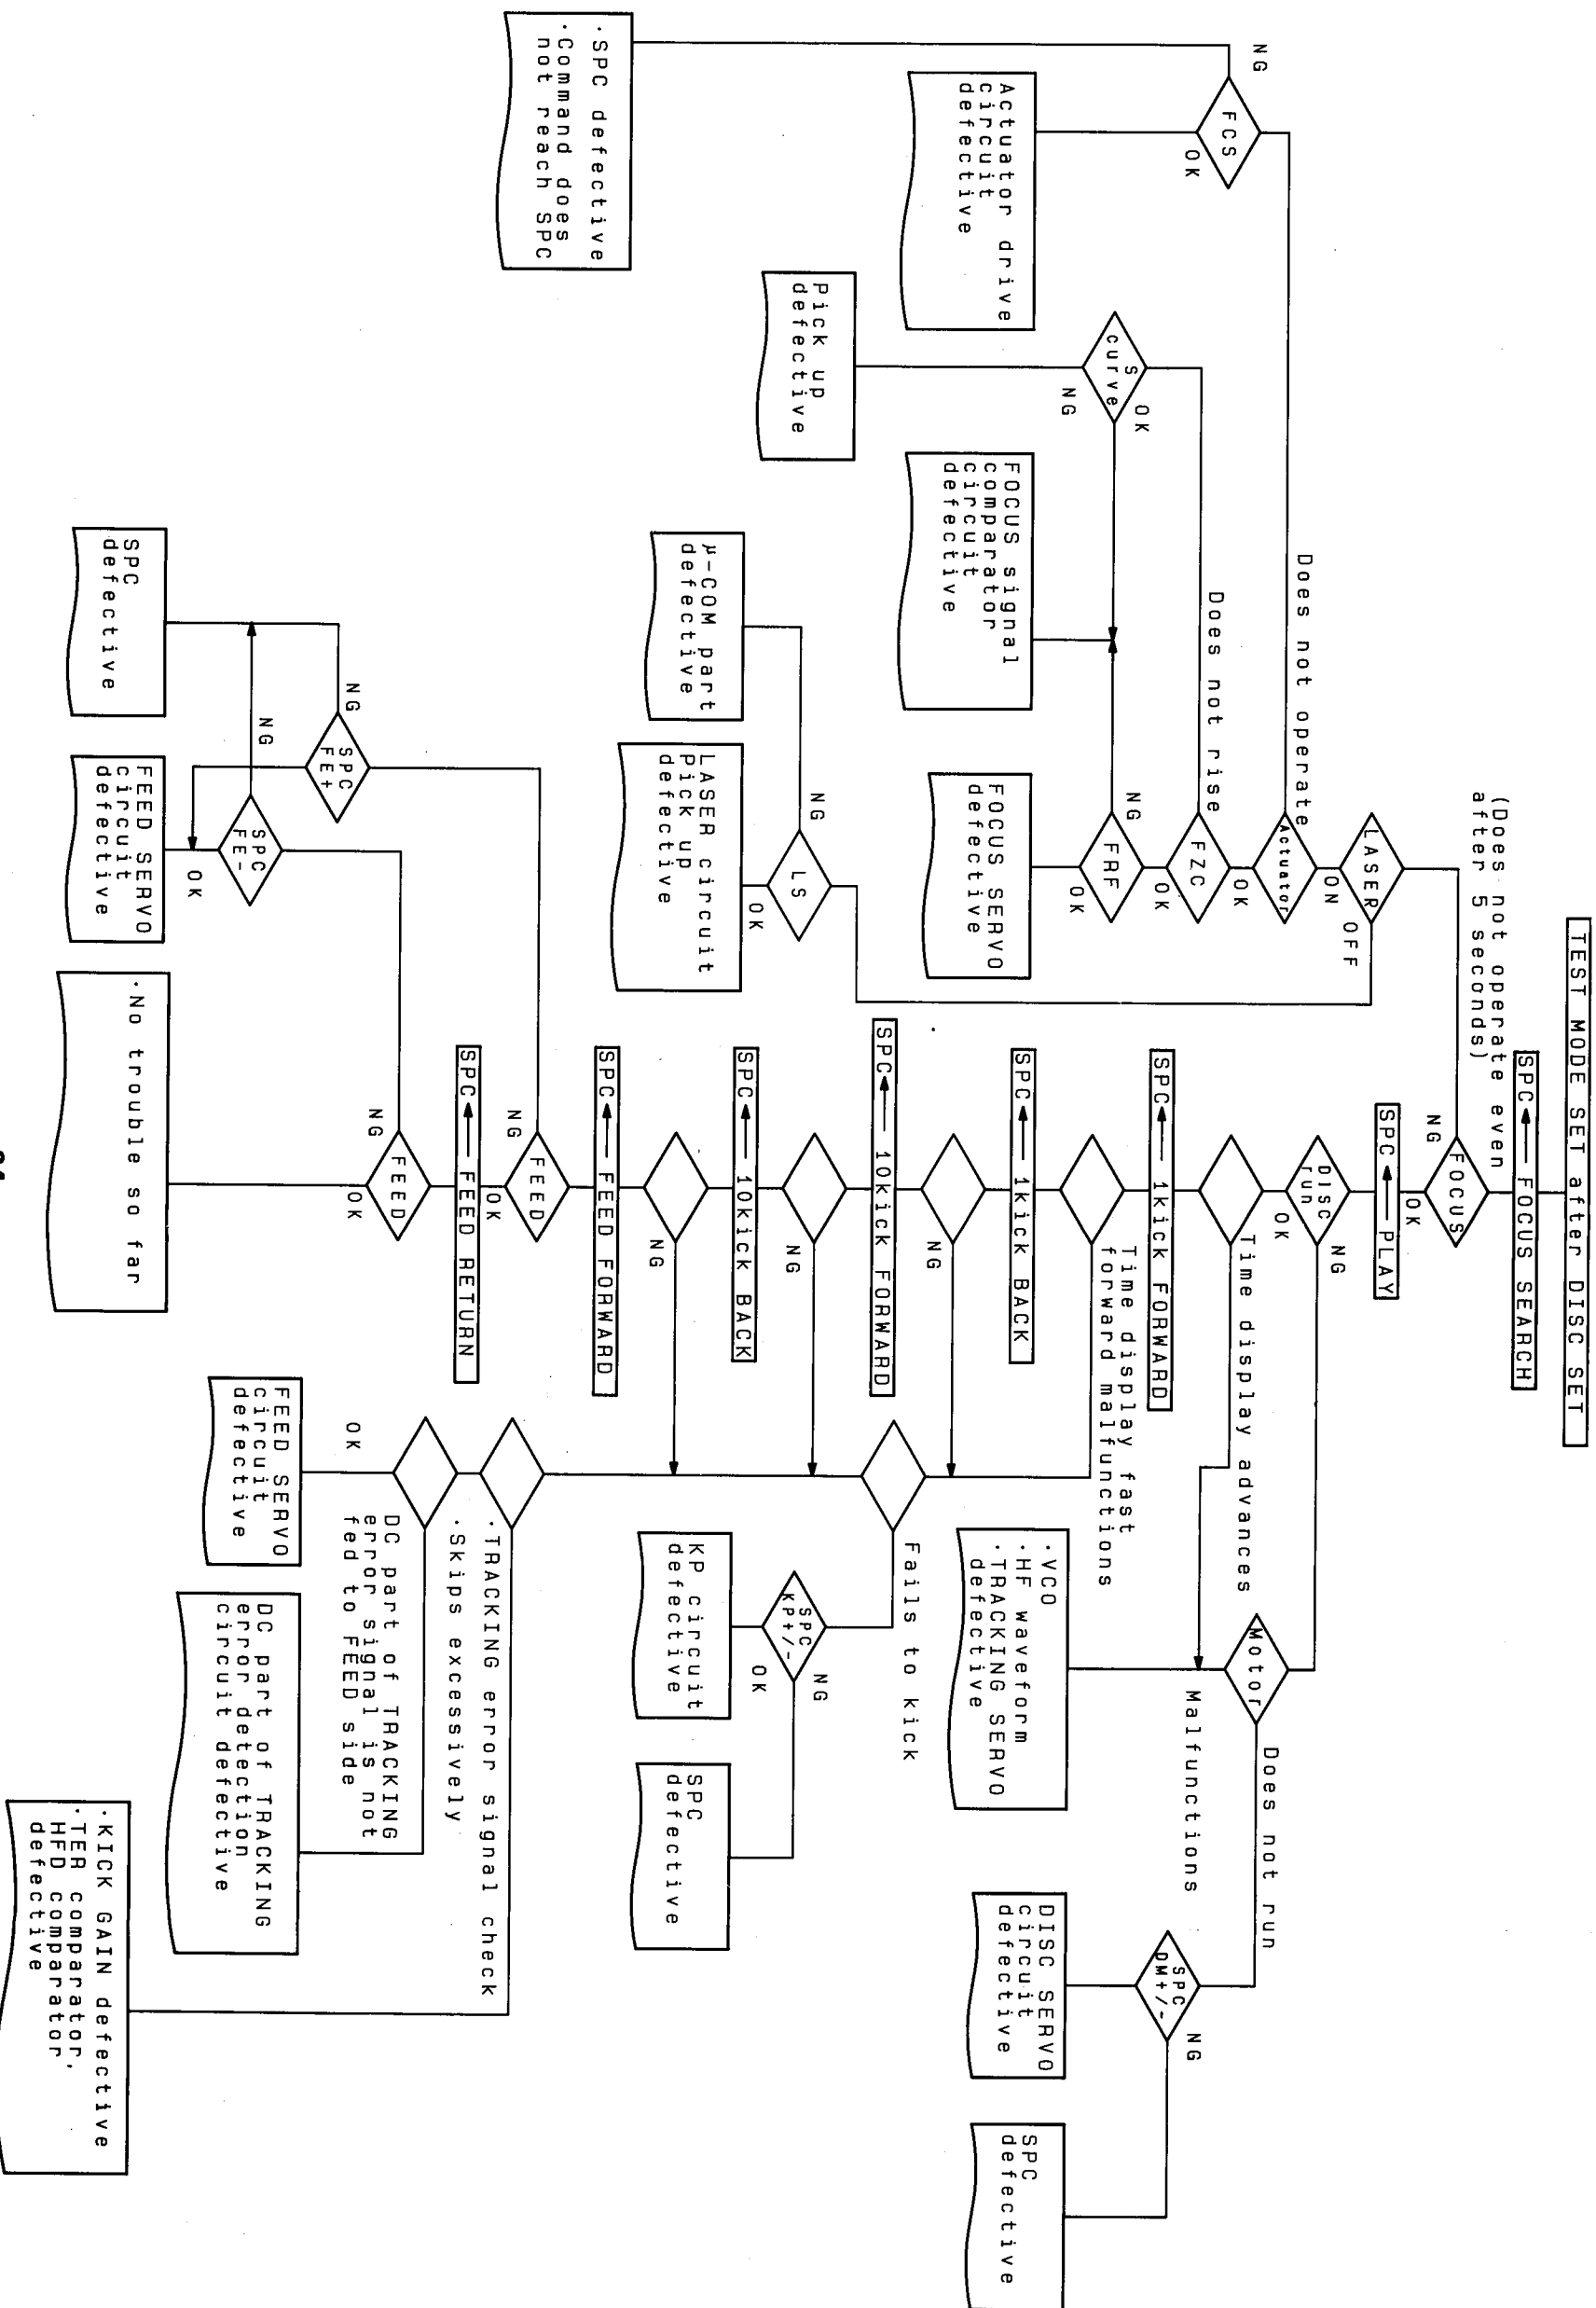 TEST MODE SET after DISC SET
SPC ← FOCUS SEARCH
(Does not operate even
after 5 seconds)
NG
FOCUS
OK
SPC ← PLAY
LASER
OFF
ON
Does not operate
Actuator
OK
NG
FCS
OK
Does not rise
FZC
OK
S
curve
OK
NG
NG
FRF
OK
DISC
run
NG
OK
Time display advances
Motor
Does not run
Malfunctions
SPC
DM+/-
NG
SPC ← 1kick FORWARD
Time display fast
forward malfunctions
Actuator drive
circuit
defective
FOCUS signal
comparator
circuit
defective
FOCUS SERVO
defective
SPC ← 1kick BACK
·VCO
·HF waveform
·TRACKING SERVO
defective
DISC SERVO
circuit
defective
SPC
defective
NG
Fails to kick
SPC ← 10kick FORWARD
Pick up
defective
NG
LS
OK
NG
SPC
KP+/-
NG
OK
SPC ← 10kick BACK
μ-COM part
defective
LASER circuit
Pick up
defective
KP circuit
defective
SPC
defective
NG
·SPC defective
·Command does
not reach SPC
SPC ← FEED FORWARD
NG
FEED
OK
·TRACKING error signal check
·Skips excessively
SPC ← FEED RETURN
DC part of TRACKING
error signal is not
fed to FEED side
OK
NG
SPC
FE+
NG
SPC
FE-
OK
NG
FEED
OK
FEED SERVO
circuit
defective
DC part of TRACKING
error detection
circuit defective
SPC
defective
FEED SERVO
circuit
defective
·No trouble so far
·KICK GAIN defective
·TER comparator,
HFD comparator
defective